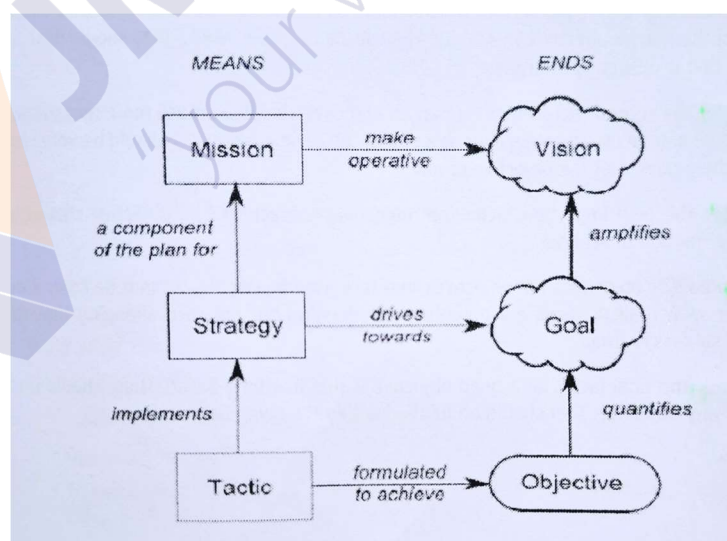 "your
MEANS ENDS
Mission
make
operative
Vision
a component
of the plan for
amplifies
Strategy
drives
towards
Goal
implements
quantifies
Tactic
formulated
to achieve
Objective